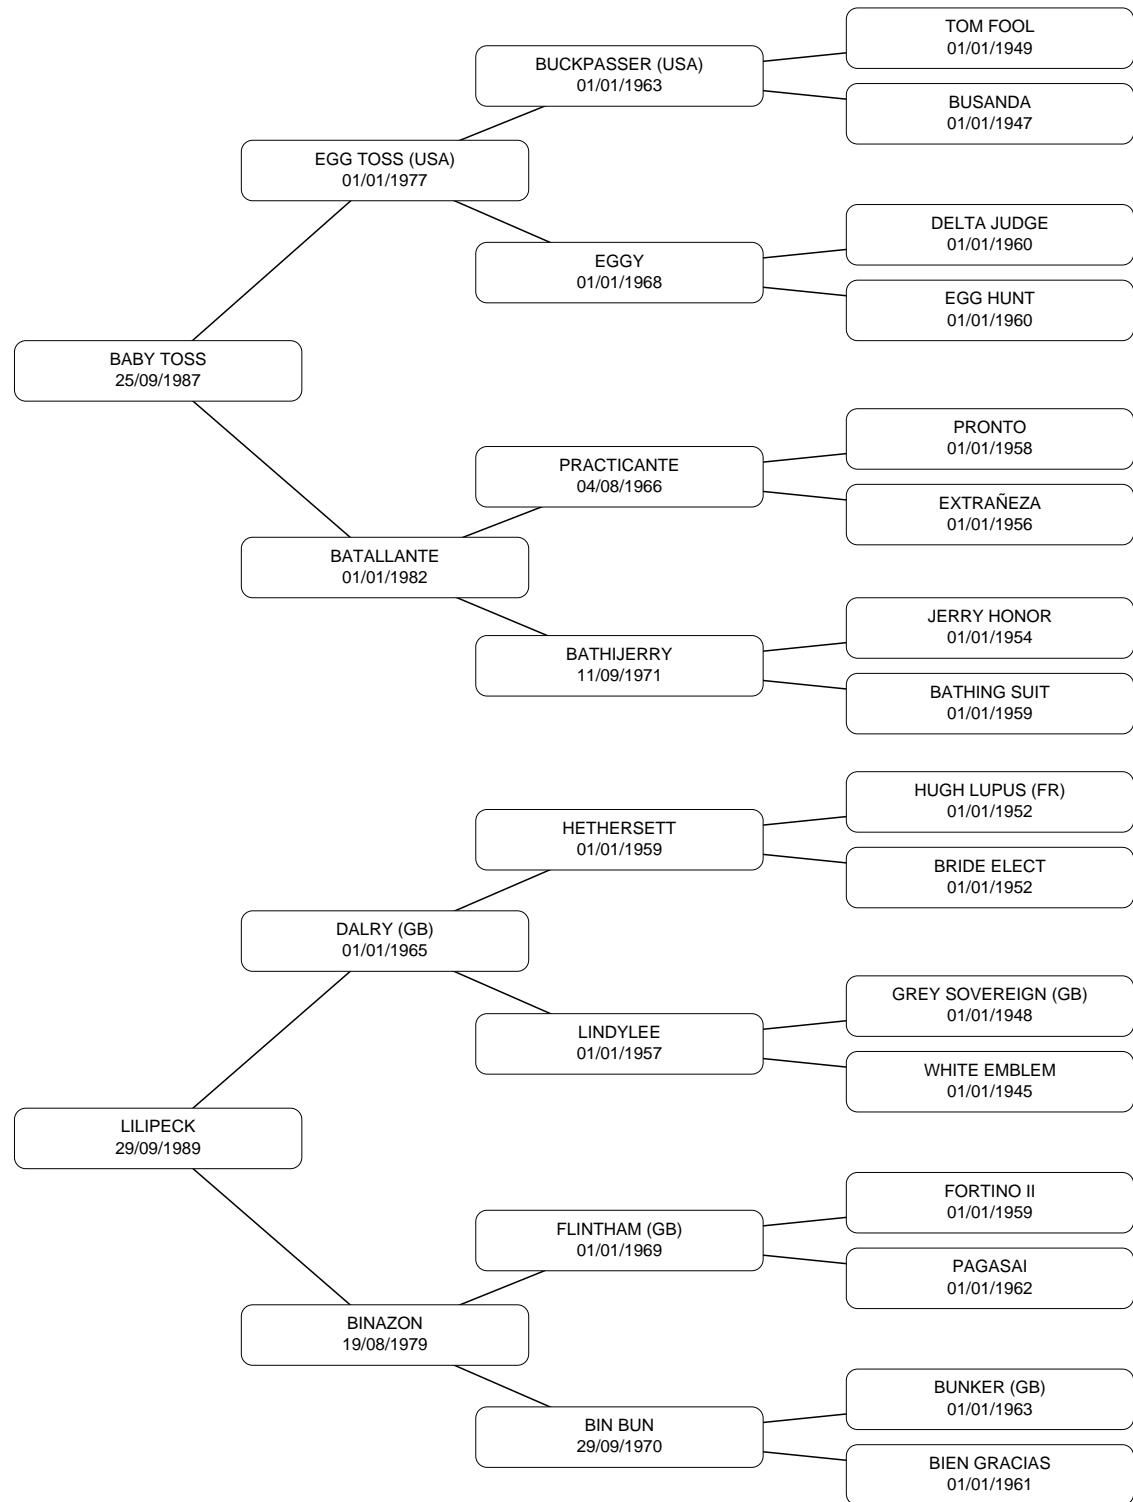 TOM FOOL
01/01/1949
BUCKPASSER (USA)
01/01/1963
BUSANDA
01/01/1947
EGG TOSS (USA)
01/01/1977
DELTA JUDGE
01/01/1960
EGGY
01/01/1968
EGG HUNT
01/01/1960
BABY TOSS
25/09/1987
PRONTO
01/01/1958
PRACTICANTE
04/08/1966
EXTRAÑEZA
01/01/1956
BATALLANTE
01/01/1982
JERRY HONOR
01/01/1954
BATHIJERRY
11/09/1971
BATHING SUIT
01/01/1959
HUGH LUPUS (FR)
01/01/1952
HETHERSETT
01/01/1959
BRIDE ELECT
01/01/1952
DALRY (GB)
01/01/1965
GREY SOVEREIGN (GB)
01/01/1948
LINDYLEE
01/01/1957
WHITE EMBLEM
01/01/1945
LILIPECK
29/09/1989
FORTINO II
01/01/1959
FLINTHAM (GB)
01/01/1969
PAGASAI
01/01/1962
BINAZON
19/08/1979
BUNKER (GB)
01/01/1963
BIN BUN
29/09/1970
BIEN GRACIAS
01/01/1961